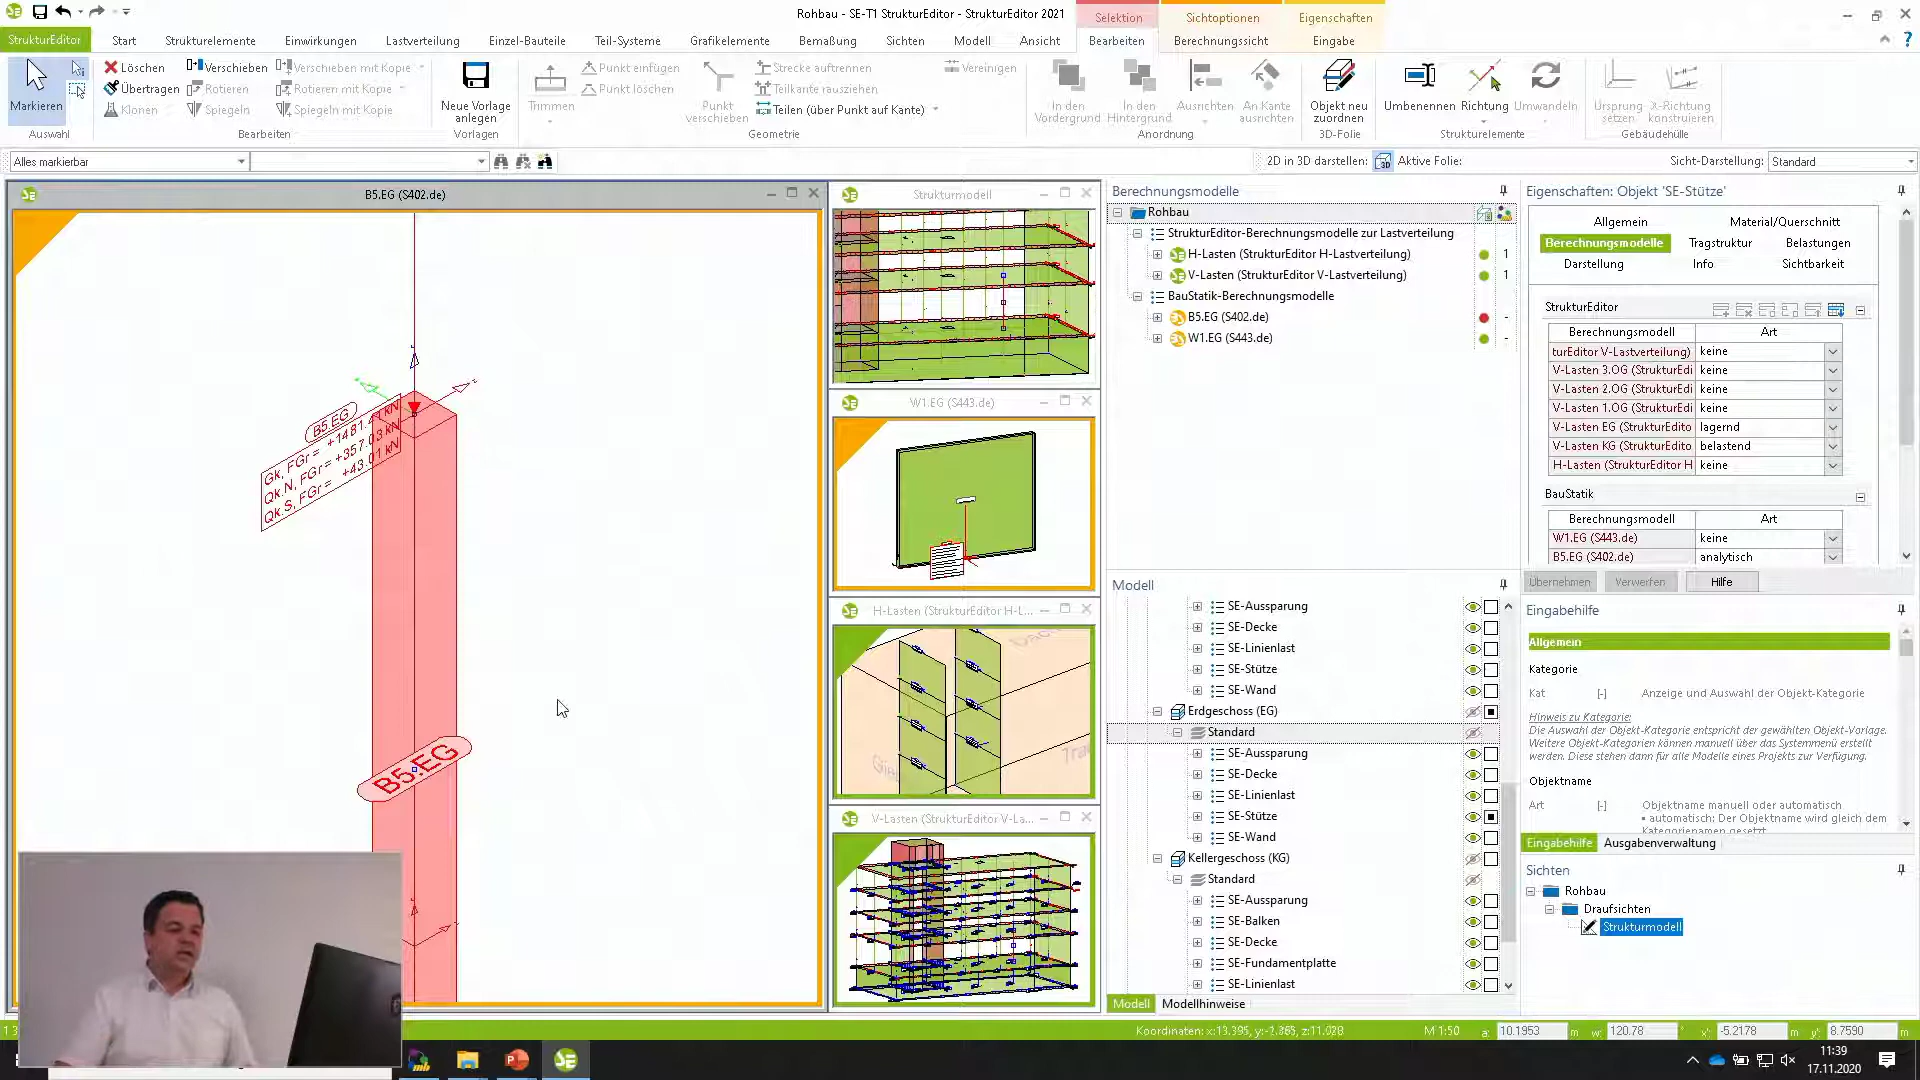 Rohbau - SE-T1 StrukturEditor - StrukturEditor 2021
Selektion
Sichtoptionen
Eigenschaften
StrukturEditor
Start
Strukturelemente
Einwirkungen
Lastverteilung
Einzel-Bauteile
Teil-Systeme
Grafikelemente
Bemaßung
Sichten
Modell
Ansicht
Bearbeiten
Berechnungssicht
Eingabe
Markieren
Auswahl
Löschen
Übertragen
Klonen
Verschieben
Rotieren
Spiegeln
Verschieben mit Kopie
Rotieren mit Kopie
Spiegeln mit Kopie
Bearbeiten
Neue Vorlage
anlegen
Vorlagen
Trimmen
Punkt einfügen
Punkt löschen
Punkt
verschieben
Strecke auftrennen
Teilkante rausziehen
Teilen (über Punkt auf Kante)
Vereinigen
Geometrie
In den
Vordergrund
In den
Hintergrund
Ausrichten
An Kante
ausrichten
Anordnung
Objekt neu
zuordnen
3D-Folie
Umbenennen
Richtung
Umwandeln
Strukturelemente
Ursprung
setzen
X-Richtung
konstruieren
Gebäudehülle
Alles markierbar
2D in 3D darstellen:
Aktive Folie:
Sicht-Darstellung:
Standard
B5.EG (S402.de)
B5.EG
Gk, FGr =
Qk.N, FGr = +357.03 kN
Qk.S, FGr = +43.01 kN
B5.EG
Strukturmodell
W1.EG (S443.de)
H-Lasten (StrukturEditor H-L...
V-Lasten (StrukturEditor V-La...
Berechnungsmodelle
Rohbau
StrukturEditor-Berechnungsmodelle zur Lastverteilung
H-Lasten (StrukturEditor H-Lastverteilung)
1
V-Lasten (StrukturEditor V-Lastverteilung)
1
BauStatik-Berechnungsmodelle
B5.EG (S402.de)
-
W1.EG (S443.de)
-
Modell
SE-Aussparung
SE-Decke
SE-Linienlast
SE-Stütze
SE-Wand
Erdgeschoss (EG)
Standard
SE-Aussparung
SE-Decke
SE-Linienlast
SE-Stütze
SE-Wand
Kellergeschoss (KG)
Standard
SE-Aussparung
SE-Balken
SE-Decke
SE-Fundamentplatte
SE-Linienlast
Modell
Modellhinweise
Eigenschaften: Objekt 'SE-Stütze'
Allgemein
Material/Querschnitt
Berechnungsmodelle
Tragstruktur
Belastungen
Darstellung
Info
Sichtbarkeit
StrukturEditor
Berechnungsmodell
Art
turEditor V-Lastverteilung)
keine
V-Lasten 3.OG (StrukturEdi
keine
V-Lasten 2.OG (StrukturEdi
keine
V-Lasten 1.OG (StrukturEdi
keine
V-Lasten EG (StrukturEdito
lagernd
V-Lasten KG (StrukturEdito
belastend
H-Lasten (StrukturEditor H
keine
BauStatik
Berechnungsmodell
Art
W1.EG (S443.de)
keine
B5.EG (S402.de)
analytisch
Übernehmen
Verwerfen
Hilfe
Eingabehilfe
Allgemein
Kategorie
Kat
[-]
Anzeige und Auswahl der Objekt-Kategorie
Hinweis zu Kategorie:
Die Auswahl der Objekt-Kategorie entspricht der gewählten Objekt-Vorlage.
Weitere Objekt-Kategorien können manuell über das Systemmenü erstellt
werden. Diese stehen dann für alle Modelle eines Projekts zur Verfügung.
Objektname
Art
[-]
Objektname manuell oder automatisch
• automatisch: Der Objektname wird gleich dem
Kategorienamen gesetzt
Eingabehilfe
Ausgabenverwaltung
Sichten
Rohbau
Draufsichten
Strukturmodell
Koordinaten: x:13.395, y:-2.365, z:11.028
M 1:50
a:
10.1953
m
w:
120.78
°
x':
-5.2178
m
y':
8.7590
m
11:39
17.11.2020